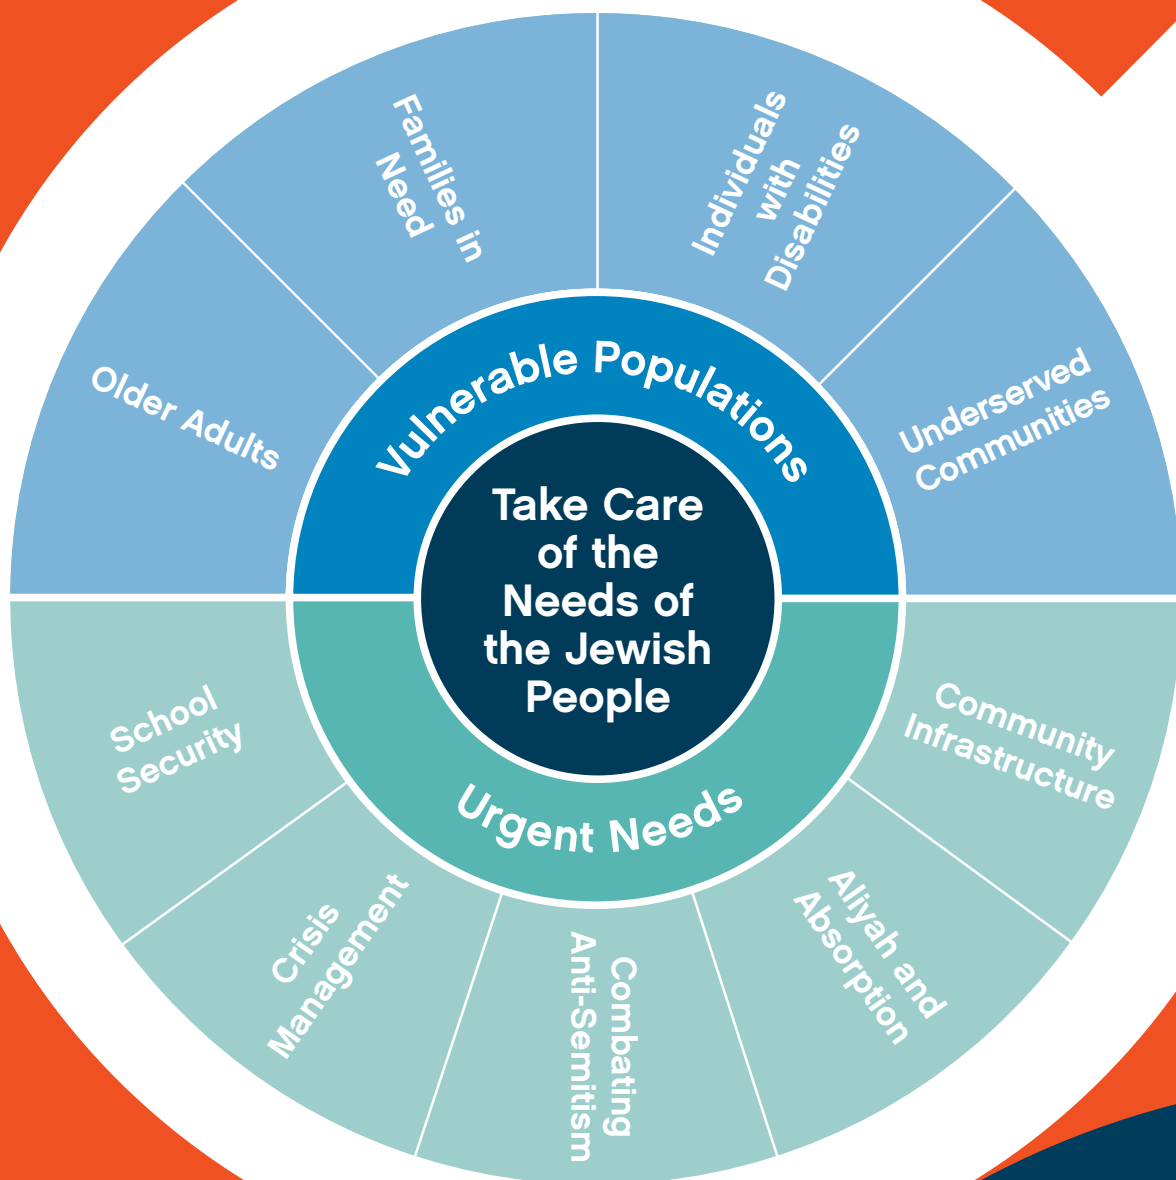 Take Care
of the
Needs of
the Jewish
People
Vulnerable Populations
Older Adults
Families in
Need
Individuals
with
Disabilities
Underserved
Communities
Urgent Needs
School
Security
Crisis
Management
Combating
Anti-Semitism
Aliyah and
Absorption
Community
Infrastructure